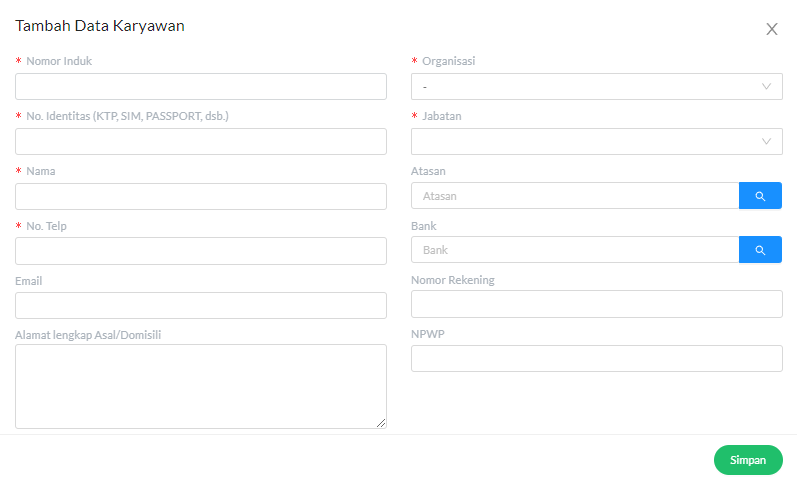 Tambah Data Karyawan
* Nomor Induk
* No. Identitas (KTP, SIM, PASSPORT, dsb.)
* Nama
* No. Telp
Email
Alamat lengkap Asal/Domisili
* Organisasi
-
* Jabatan
Atasan
Atasan
Bank
Bank
Nomor Rekening
NPWP
Simpan